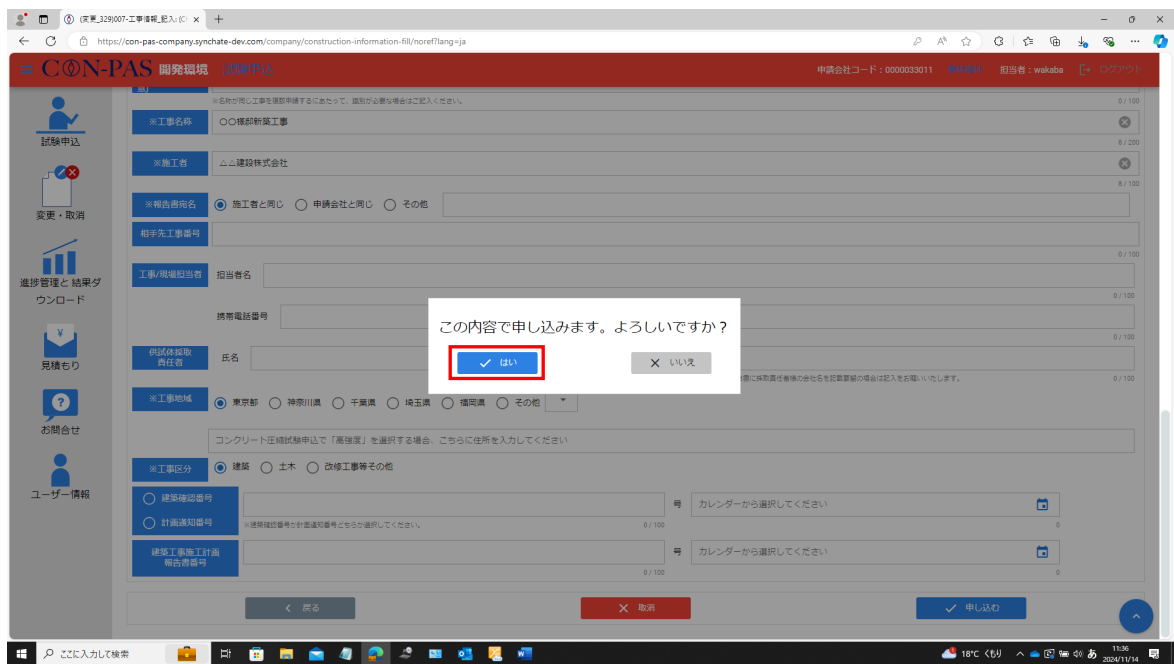 (変更_329)007-工事情報_記入: (C
https://con-pas-company.synchate-dev.com/company/construction-information-fill/noref?lang=ja
CON-PAS 開発環境 試験申込
申請会社コード：0000033011
担当者：wakaba
ログアウト
※名称が同じ工事を複数申請するにあたって、識別が必要な場合はご記入ください。
0 / 100
※工事名称
〇〇様邸新築工事
8 / 200
※施工者
△△建設株式会社
8 / 100
※報告書宛名
施工者と同じ
申請会社と同じ
その他
相手先工事番号
0 / 100
工事/現場担当者
担当者名
0 / 100
携帯電話番号
0 / 100
供試体採取
責任者
氏名
0 / 100
この内容で申し込みます。よろしいですか？
はい
いいえ
※工事地域
東京都
神奈川県
千葉県
埼玉県
福岡県
その他
コンクリート圧縮試験申込で「高強度」を選択する場合、こちらに住所を入力してください
※工事区分
建築
土木
改修工事等その他
建築確認番号
計画通知番号
号
カレンダーから選択してください
※建築確認番号か計画通知番号どちらか選択してください。
0 / 100
0
建築工事施工計画
報告書番号
号
カレンダーから選択してください
0 / 100
0
戻る
取消
申し込む
試験申込
変更・取消
進捗管理と結果ダ
ウンロード
見積もり
お問合せ
ユーザー情報
ここに入力して検索
18°C くもり
あ
11:36
2024/11/14